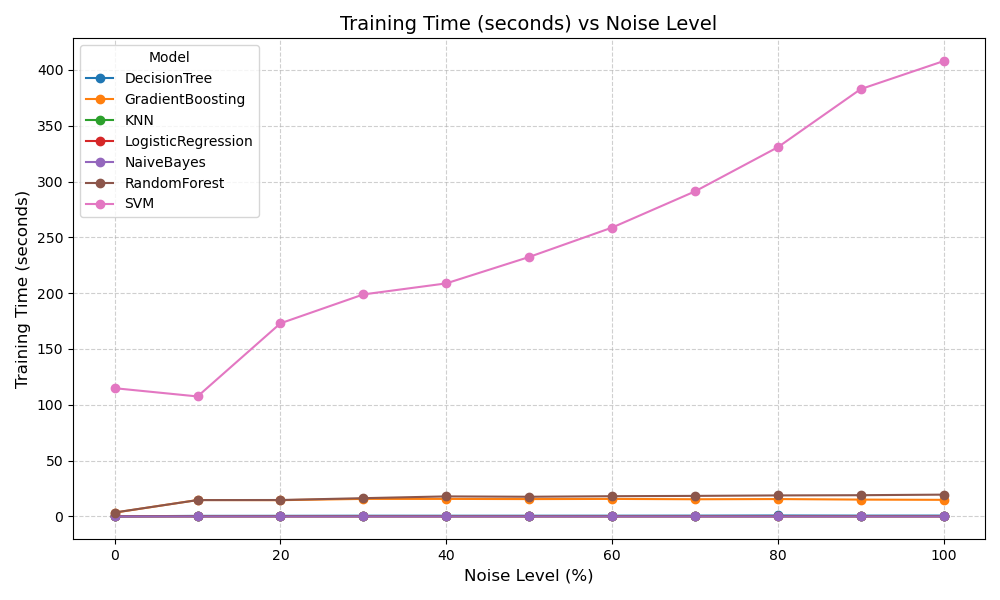 Training Time (seconds) vs Noise Level
Model
DecisionTree
GradientBoosting
KNN
LogisticRegression
NaiveBayes
RandomForest
SVM
Training Time (seconds)
400
350
300
250
200
150
100
50
0
0 20 40 60 80 100
Noise Level (%)